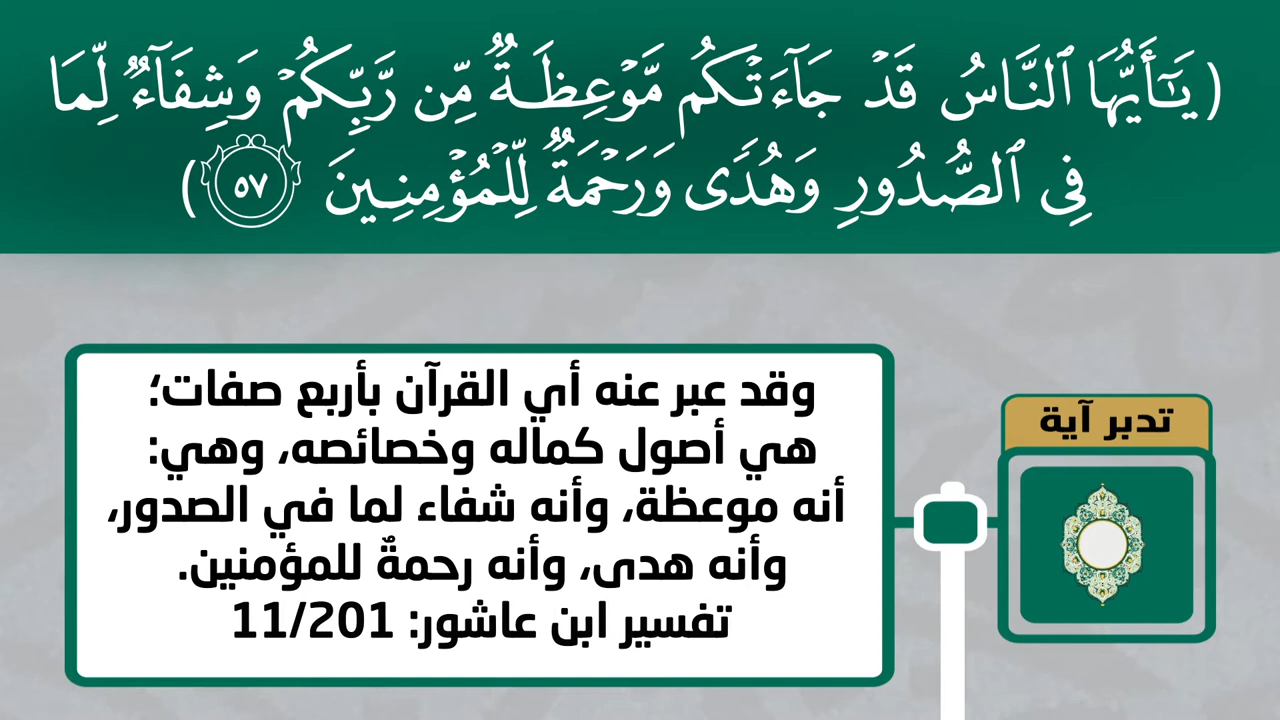 ( يَٰٓأَيُّهَا ٱلنَّاسُ قَدۡ جَآءَتۡكُم مَّوۡعِظَةٞ مِّن رَّبِّكُمۡ وَشِفَآءٞ لِّمَا
فِي ٱلصُّدُورِ وَهُدٗى وَرَحۡمَةٞ لِّلۡمُؤۡمِنِينَ ٥٧ )
تدبر آية
وقد عبر عنه أي القرآن بأربع صفات؛
هي أصول كماله وخصائصه، وهي:
أنه موعظة، وأنه شفاء لما في الصدور،
وأنه هدى، وأنه رحمةٌ للمؤمنين.
تفسير ابن عاشور: 11/201